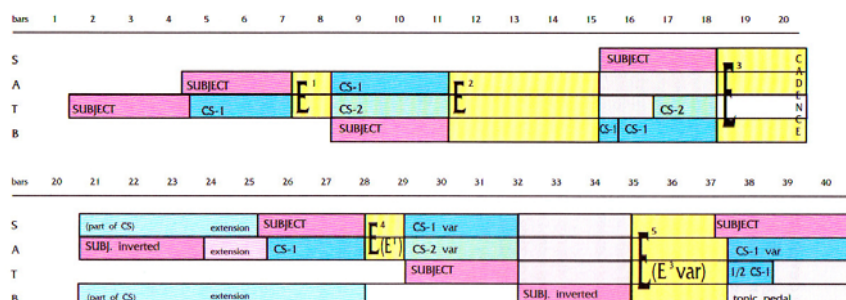 bars 1 2 3 4 5 6 7 8 9 10 11 12 13 14 15 16 17 18 19 20
S SUBJECT E 3 CADENCE
A SUBJECT E 1 CS-1 E 2
T SUBJECT CS-1 CS-2 CS-2
B SUBJECT CS-1 CS-1
bars 20 21 22 23 24 25 26 27 28 29 30 31 32 33 34 35 36 37 38 39 40
S (part of CS) extension SUBJECT E 4 CS-1 var E 5 SUBJECT
A SUBJ. inverted extension CS-1 (E¹) CS-2 var CS-1 var
T SUBJECT (E³ var) 1/2 CS-1
B (part of CS) extension SUBJ. inverted tonic pedal